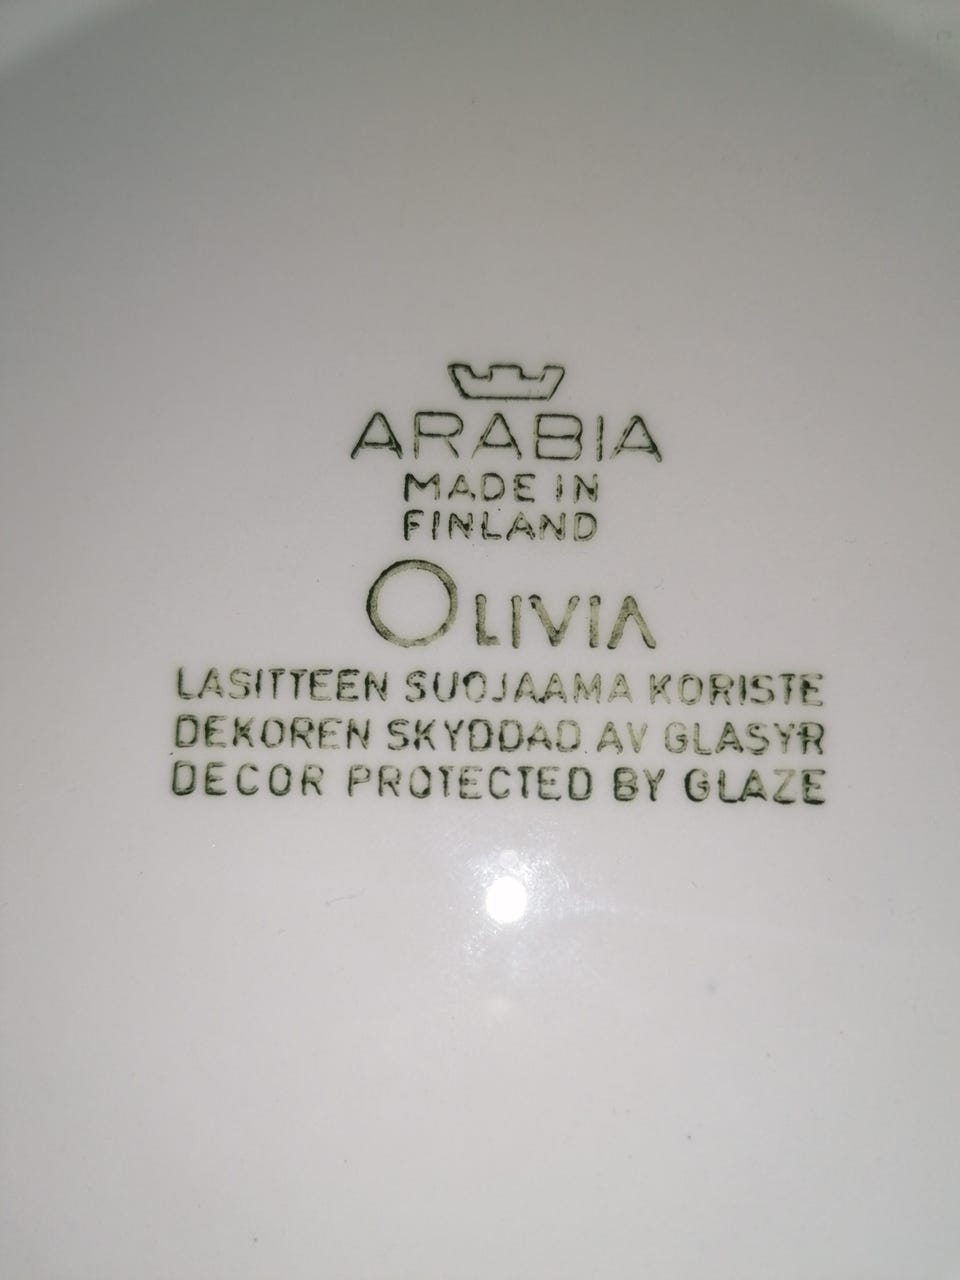 ARABIA
MADE IN
FINLAND
OLIVIA
LASITTEEN SUOJAAMA KORISTE
DEKOREN SKYDDAD AV GLASYR
DECOR PROTECTED BY GLAZE